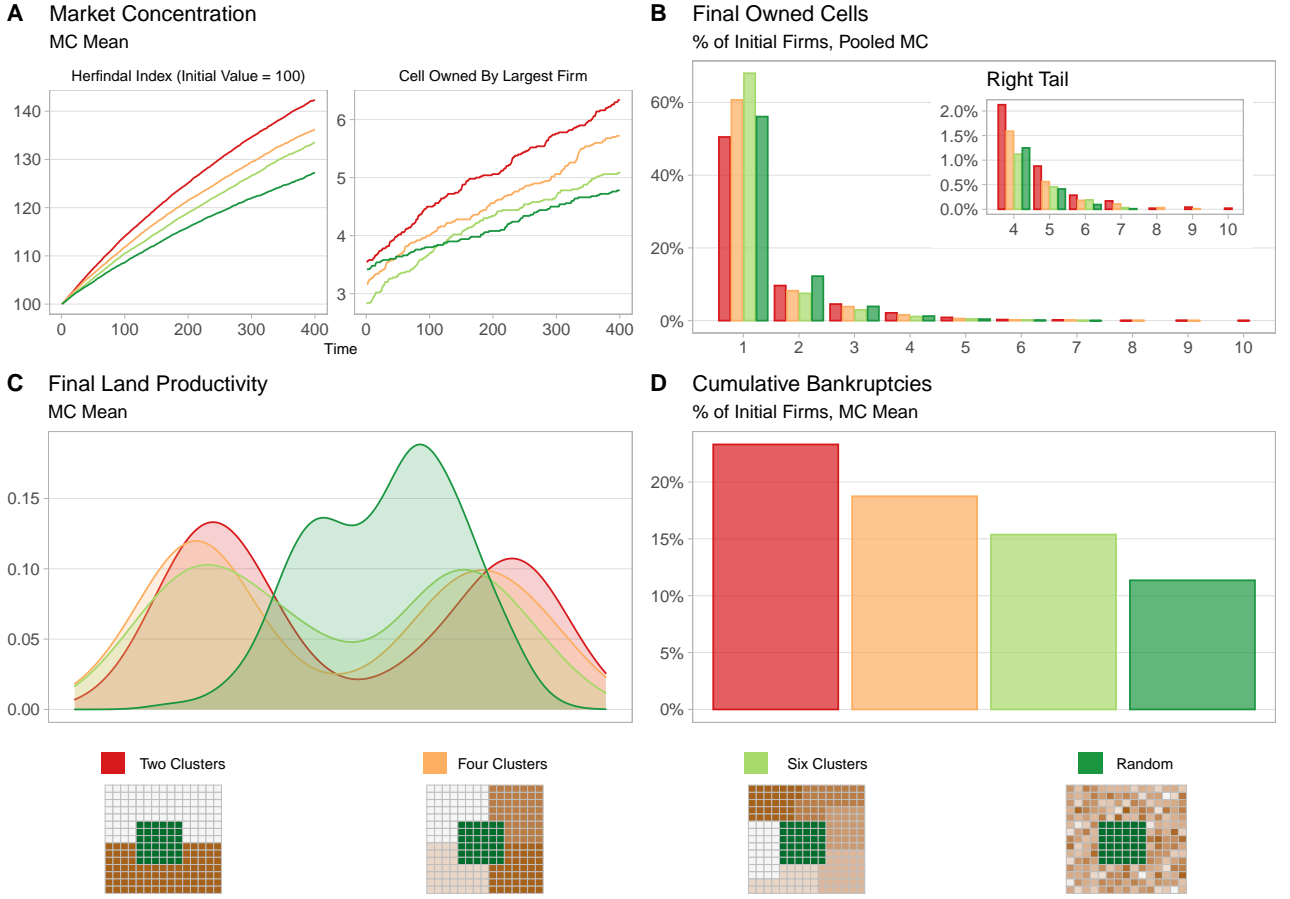 A Market Concentration
MC Mean
Herfindal Index (Initial Value = 100)
140
130
120
110
100
0 100 200 300 400
Cell Owned By Largest Firm
6
5
4
3
0 100 200 300 400
Time
B Final Owned Cells
% of Initial Firms, Pooled MC
60%
40%
20%
0%
1 2 3 4 5 6 7 8 9 10
Right Tail
2.0%
1.5%
1.0%
0.5%
0.0%
4 5 6 7 8 9 10
C Final Land Productivity
MC Mean
0.15
0.10
0.05
0.00
D Cumulative Bankruptcies
% of Initial Firms, MC Mean
20%
15%
10%
5%
0%
Two Clusters
Four Clusters
Six Clusters
Random